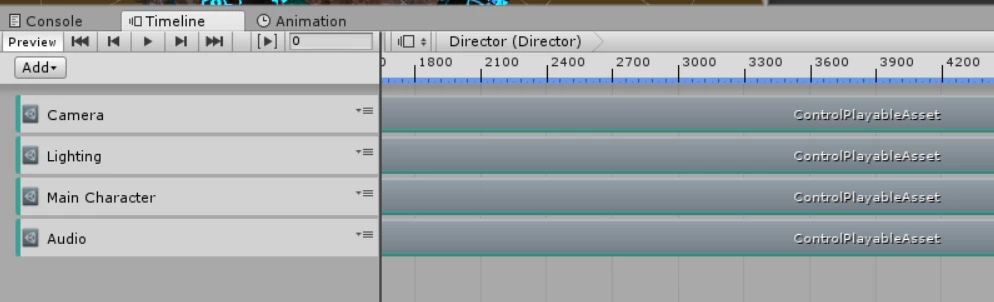 Console Timeline Animation
Preview 0 Director (Director)
1800 2100 2400 2700 3000 3300 3600 3900 4200
Add
Camera ControlPlayableAsset
Lighting ControlPlayableAsset
Main Character ControlPlayableAsset
Audio ControlPlayableAsset